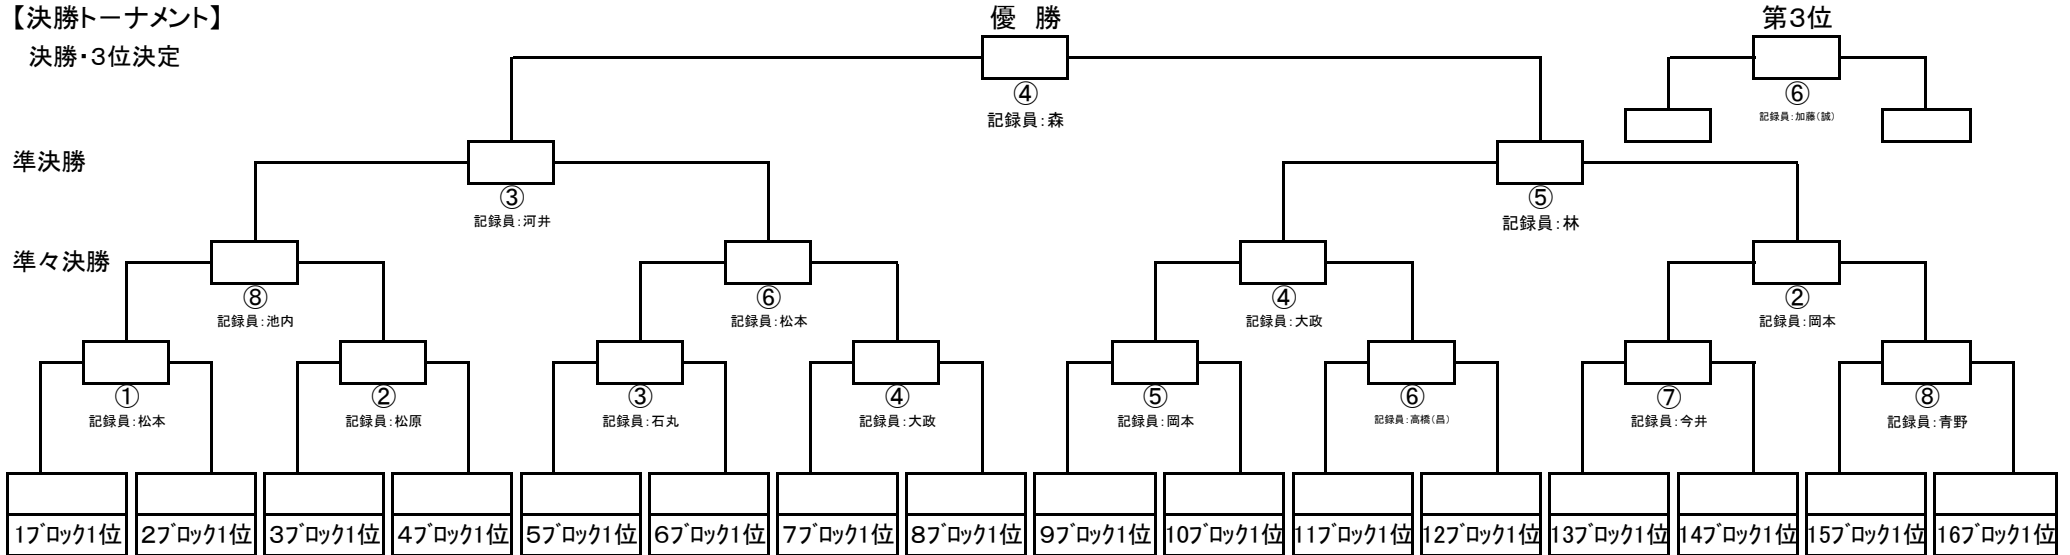 【決勝トーナメント】
優　勝
第3位
決勝・3位決定
④
記録員:森
⑥
記録員:加藤(誠)
準決勝
③
記録員:河井
⑤
記録員:林
準々決勝
⑧
記録員:池内
⑥
記録員:松本
④
記録員:大政
②
記録員:岡本
①
記録員:松本
②
記録員:松原
③
記録員:石丸
④
記録員:大政
⑤
記録員:岡本
⑥
記録員:高橋(昌)
⑦
記録員:今井
⑧
記録員:青野
1ブロック1位
2ブロック1位
3ブロック1位
4ブロック1位
5ブロック1位
6ブロック1位
7ブロック1位
8ブロック1位
9ブロック1位
10ブロック1位
11ブロック1位
12ブロック1位
13ブロック1位
14ブロック1位
15ブロック1位
16ブロック1位